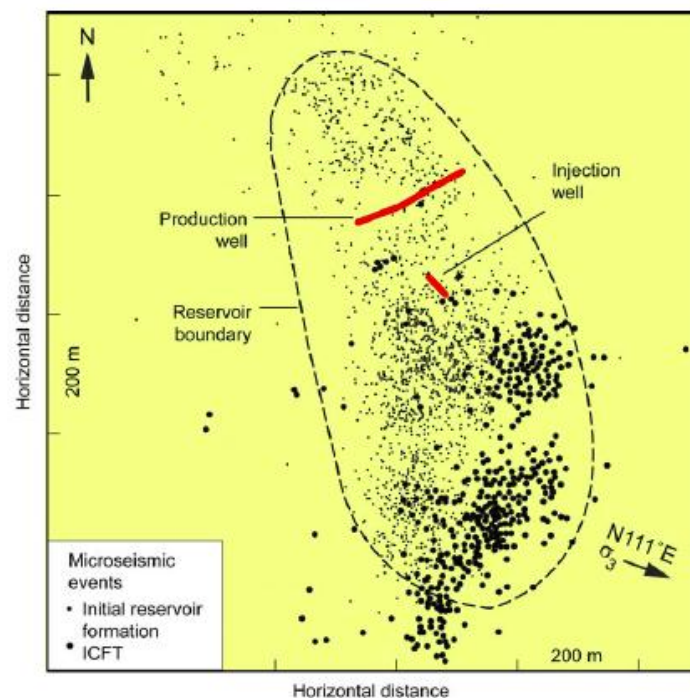 N
Injection
well
Production
well
Reservoir
boundary
Horizontal distance
200 m
N111°E
σ3
Microseismic
events
Initial reservoir
formation
ICFT
200 m
Horizontal distance